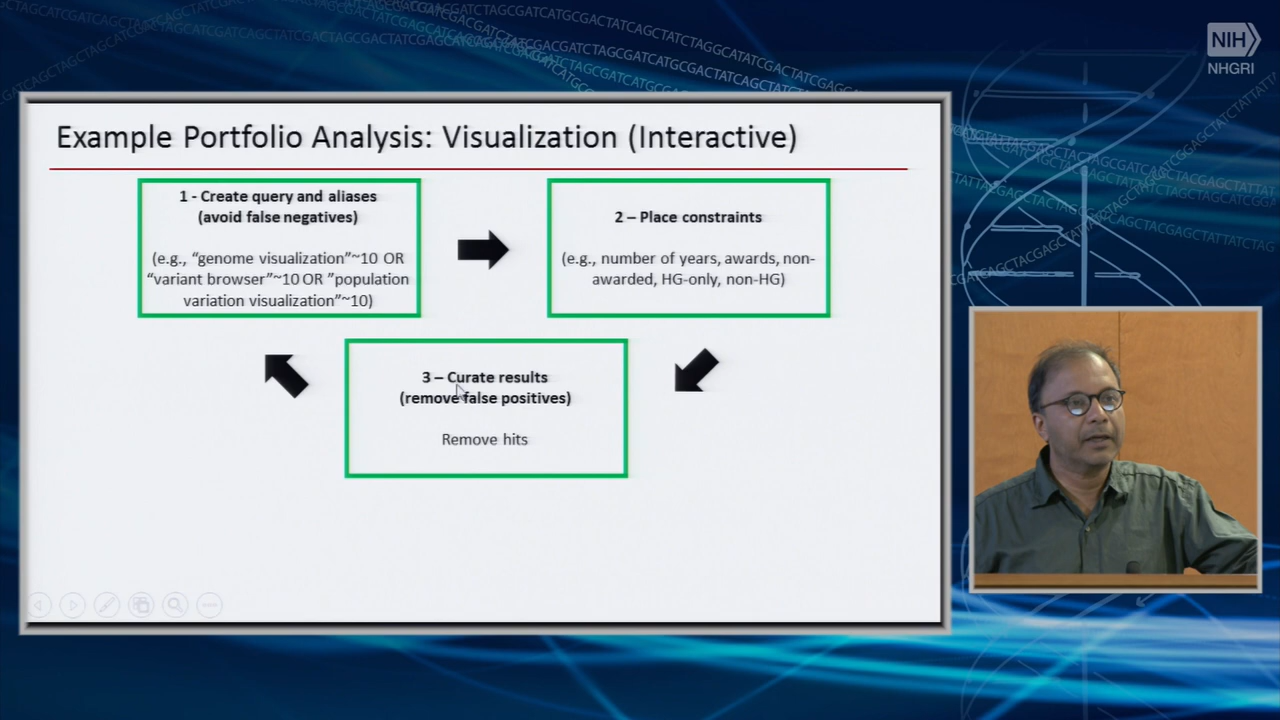 NIH
NHGRI
Example Portfolio Analysis: Visualization (Interactive)
1 - Create query and aliases
(avoid false negatives)
(e.g., “genome visualization”~10 OR
“variant browser”~10 OR ”population
variation visualization”~10)
2 – Place constraints
(e.g., number of years, awards, non-
awarded, HG-only, non-HG)
3 – Curate results
(remove false positives)
Remove hits